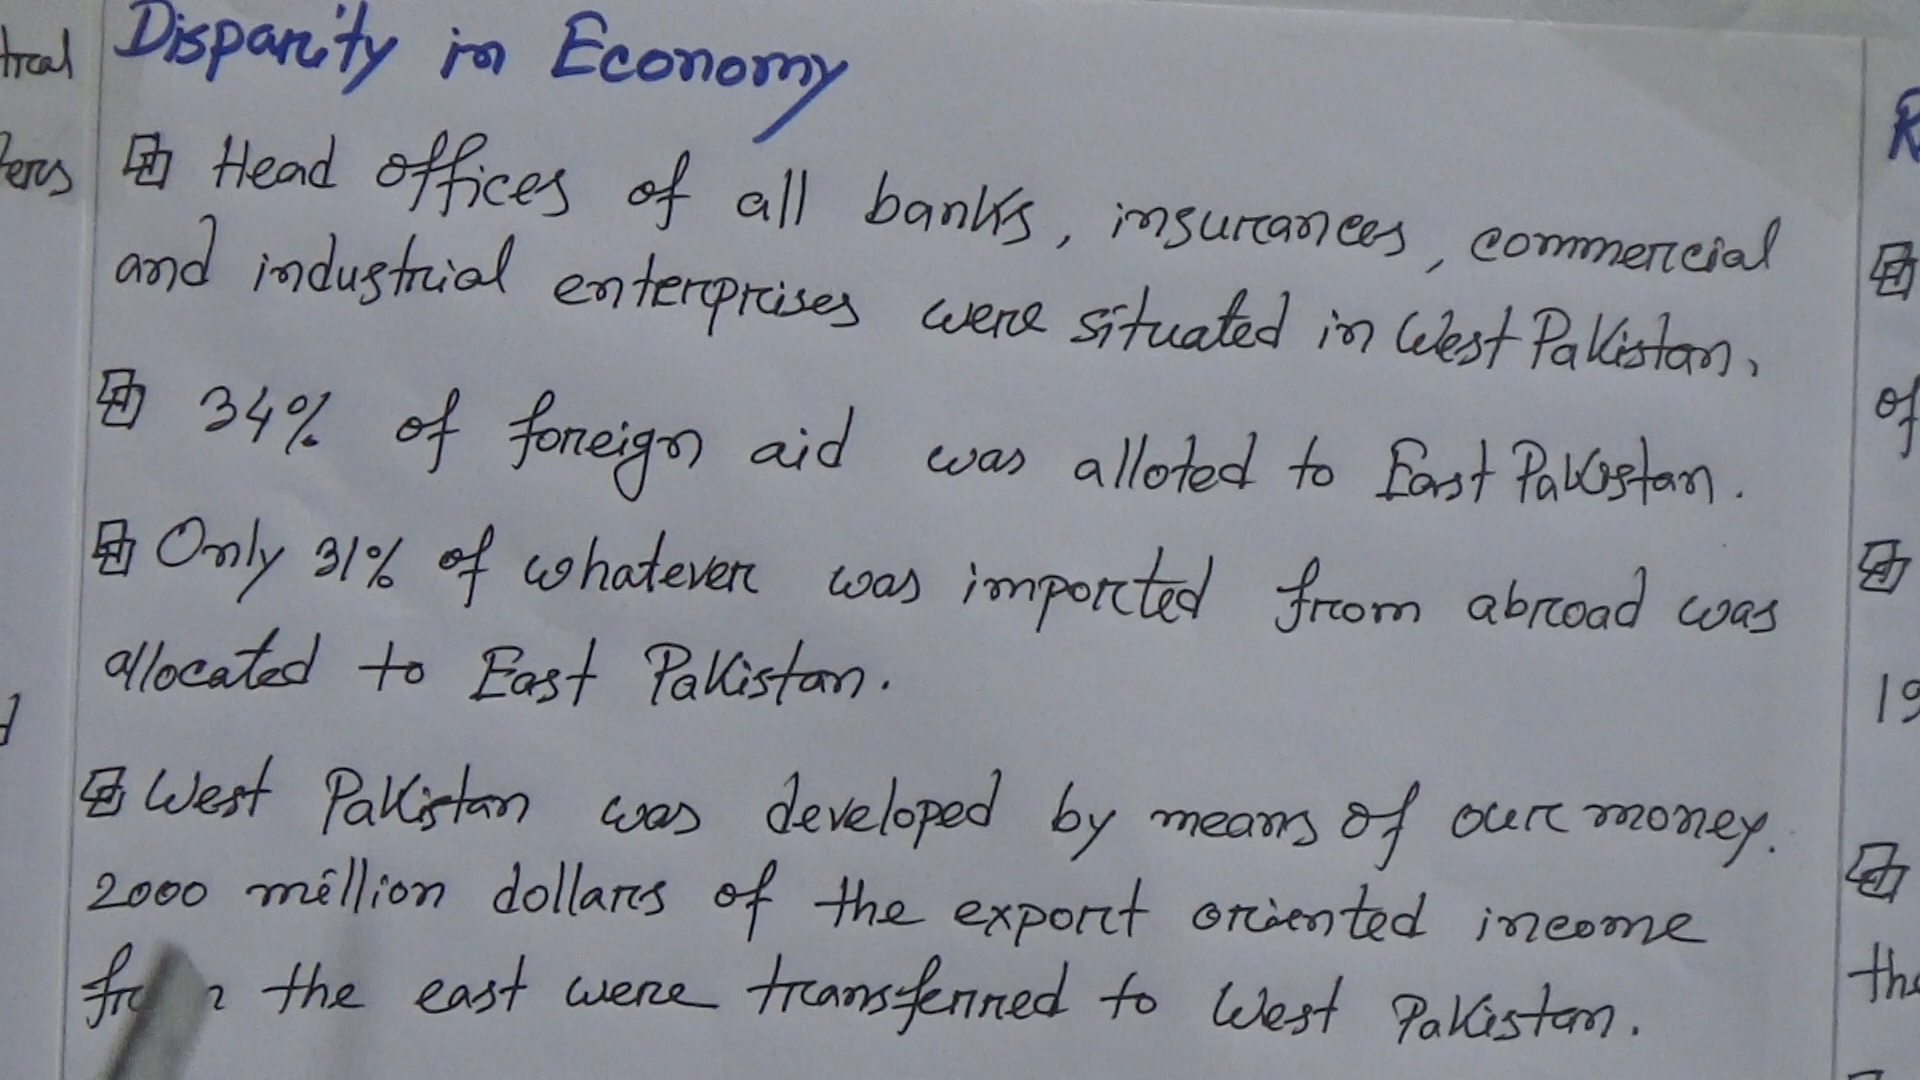 Disparity in Economy
Head offices of all banks, insurances, commercial
and industrial enterprises were situated in West Pakistan.
34% of foreign aid was alloted to East Pakistan.
Only 31% of whatever was imported from abroad was
allocated to East Pakistan.
West Pakistan was developed by means of our money.
2000 million dollars of the export oriented income
the east were transferred to West Pakistan.
of
19